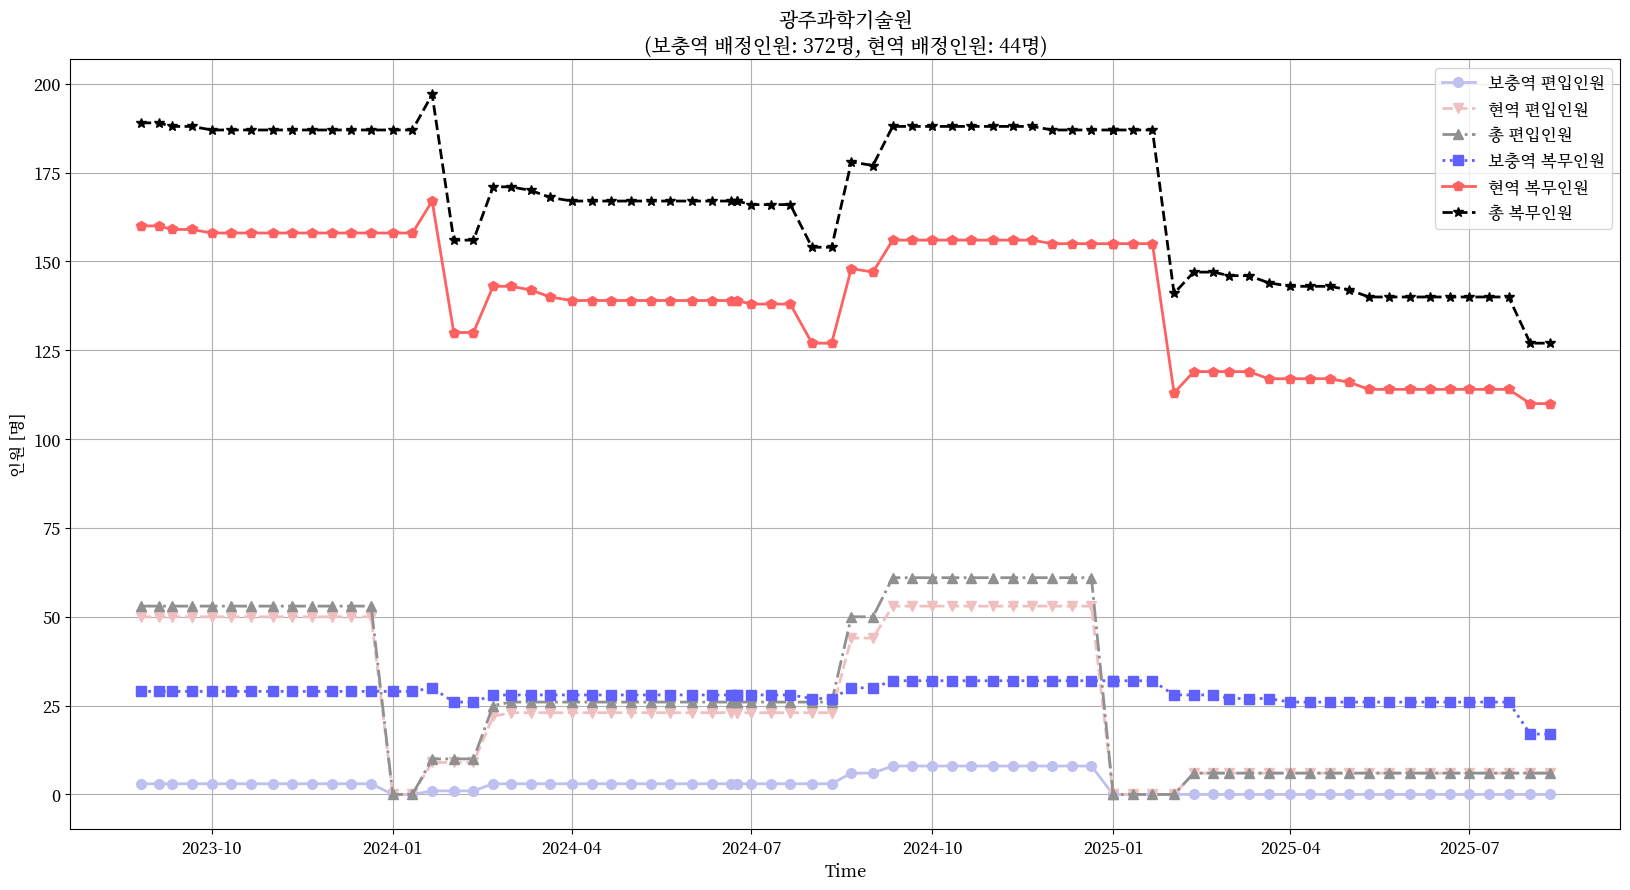 광주과학기술원
(보충역 배정인원: 372명, 현역 배정인원: 44명)
보충역 편입인원
현역 편입인원
총 편입인원
보충역 복무인원
현역 복무인원
총 복무인원
인원 [명]
200
175
150
125
100
75
50
25
0
2023-10
2024-01
2024-04
2024-07
2024-10
2025-01
2025-04
2025-07
Time